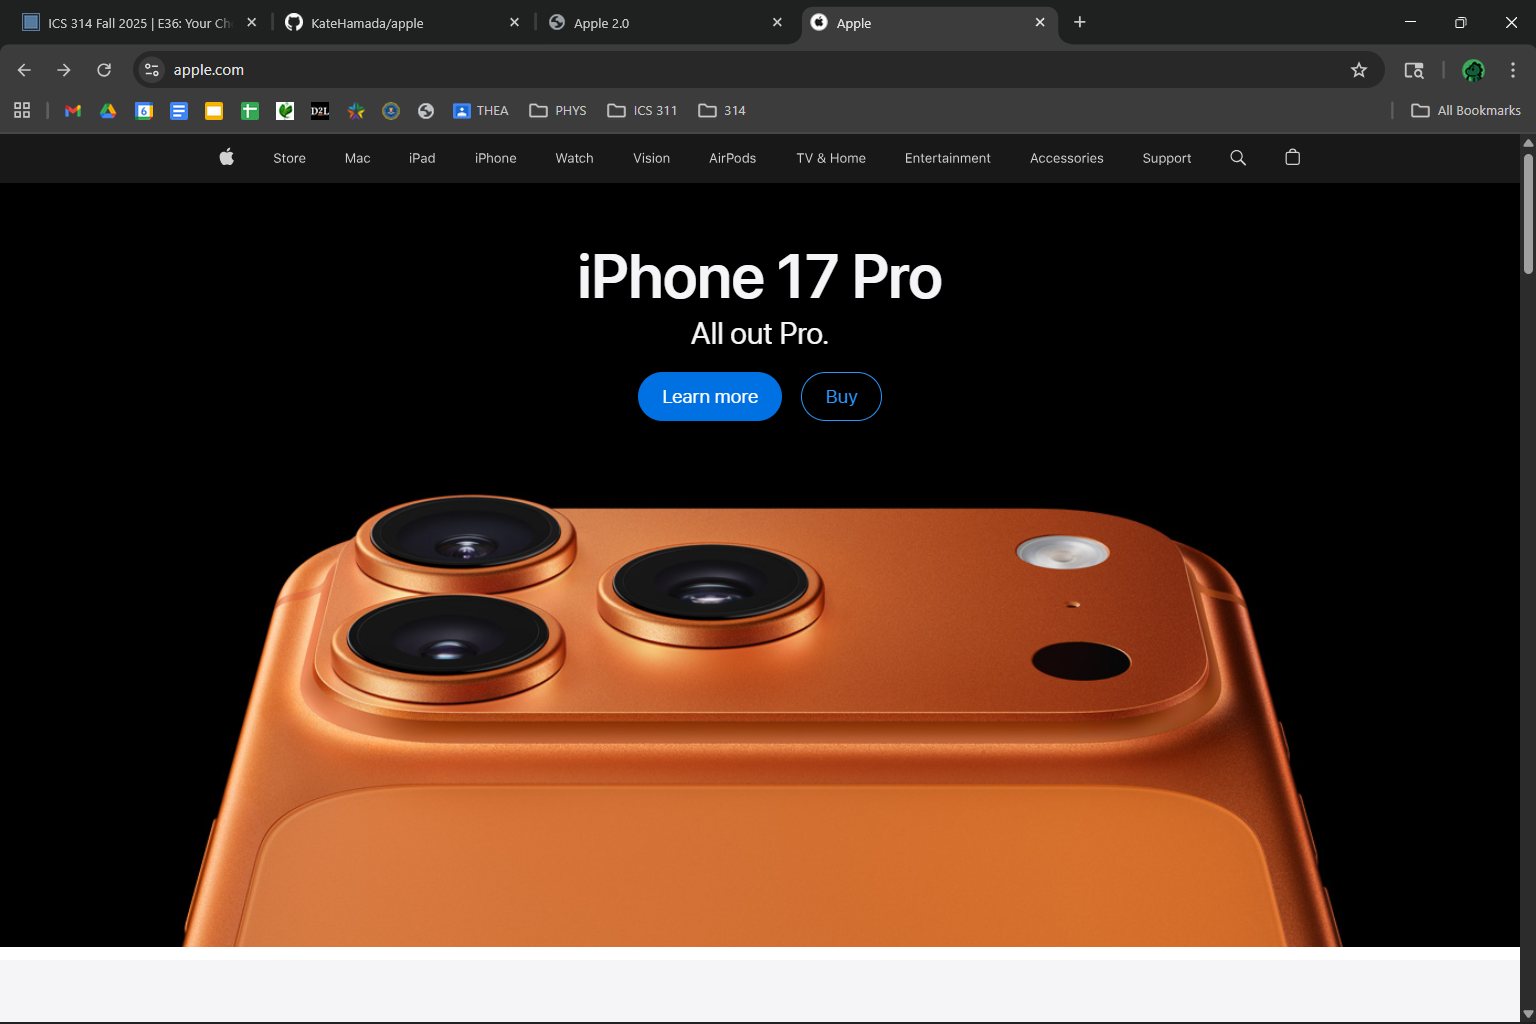 ICS 314 Fall 2025 | E36: Your Ch
KateHamada/apple
Apple 2.0
Apple
apple.com
6
D2L
THEA
PHYS
ICS 311
314
All Bookmarks
Store
Mac
iPad
iPhone
Watch
Vision
AirPods
TV & Home
Entertainment
Accessories
Support
iPhone 17 Pro
All out Pro.
Learn more
Buy